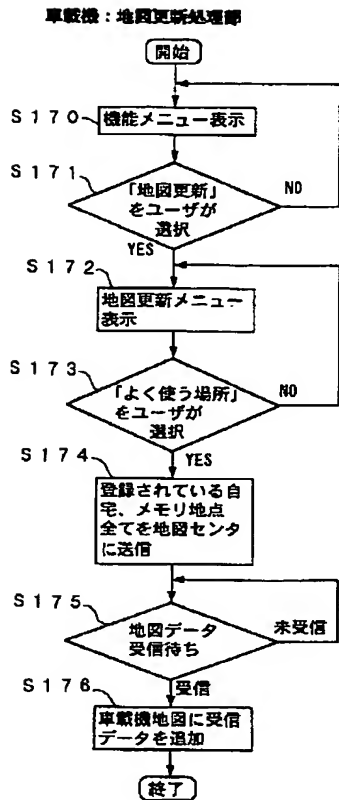 車載機：地図更新処理部
開始
S170
機能メニュー表示
S171
「地図更新」
をユーザが
選択
NO
YES
S172
地図更新メニュー
表示
S173
「よく使う場所」
をユーザが
選択
NO
YES
S174
登録されている自
宅、メモリ地点
全てを地図センタ
に送信
S175
地図データ
受信待ち
未受信
受信
S176
車載機地図に受信
データを追加
終了